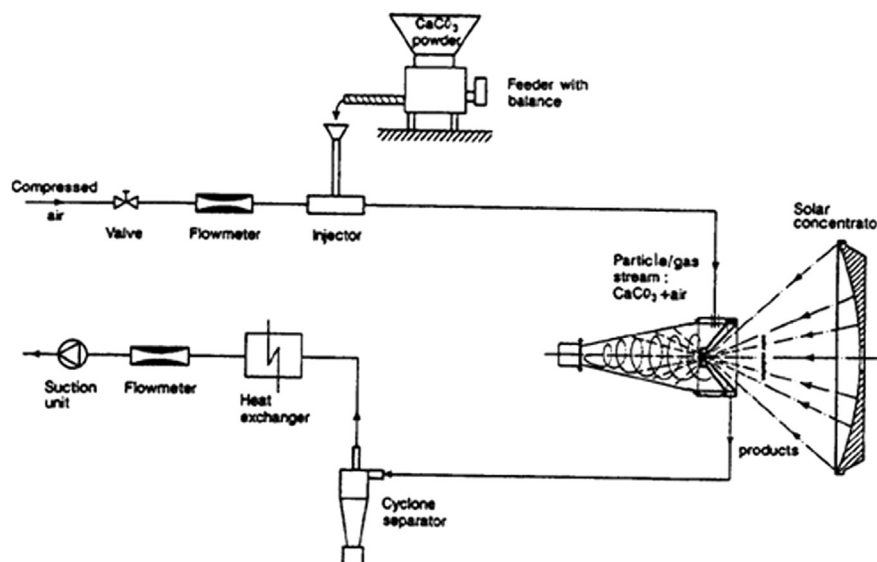 CaCO₃
powder
Feeder with
balance
Compressed
air
Valve
Flowmeter
Injector
Solar
concentrato
Particle/gas
stream :
CaCO₃+air
Suction
unit
Flowmeter
Heat
exchanger
products
Cyclone
separator